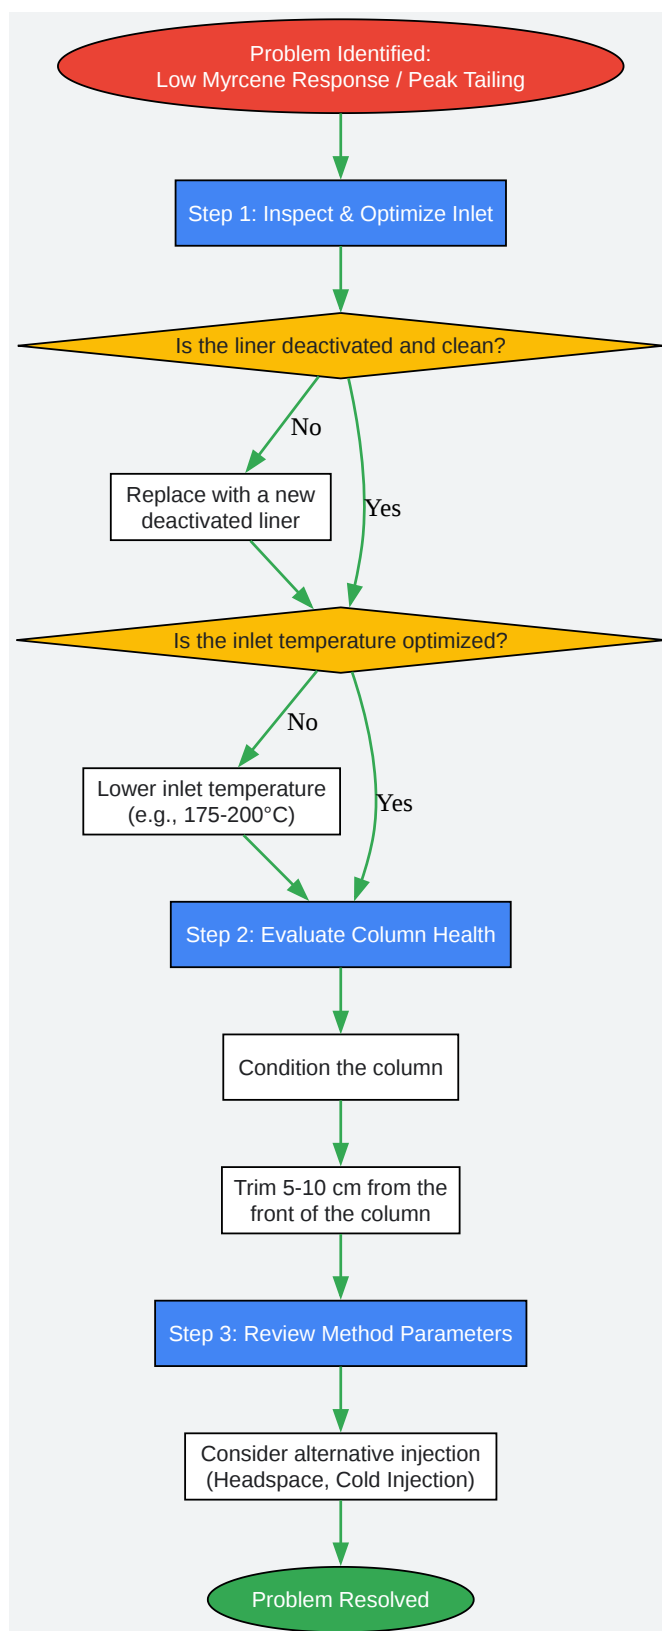 Problem Identified:
Low Myrcene Response / Peak Tailing
Step 1: Inspect & Optimize Inlet
Is the liner deactivated and clean?
No
Replace with a new
deactivated liner
Yes
Is the inlet temperature optimized?
No
Lower inlet temperature
(e.g., 175-200°C)
Yes
Step 2: Evaluate Column Health
Condition the column
Trim 5-10 cm from the
front of the column
Step 3: Review Method Parameters
Consider alternative injection
(Headspace, Cold Injection)
Problem Resolved